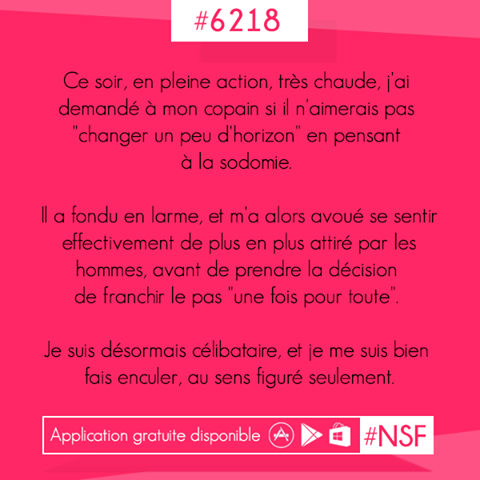 #6218
Ce soir, en pleine action, très chaude, j'ai
demandé à mon copain si il n'aimerais pas
"changer un peu d'horizon" en pensant
à la sodomie.
Il a fondu en larme, et m'a alors avoué se sentir
effectivement de plus en plus attiré par les
hommes, avant de prendre la décision
de franchir le pas "une fois pour toute".
Je suis désormais célibataire, et je me suis bien
fais enculer, au sens figuré seulement.
Application gratuite disponible #NSF